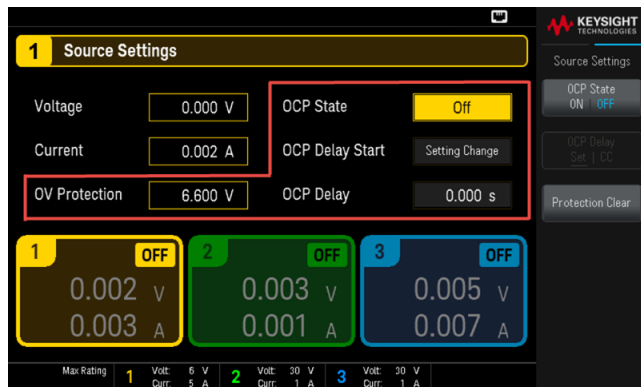 KEYSIGHT
TECHNOLOGIES
1 Source Settings
Source Settings
Voltage 0.000 V OCP State Off
OCP State
ON | OFF
Current 0.002 A OCP Delay Start Setting Change
OCP Delay
Set | CC
OV Protection 6.600 V OCP Delay 0.000 s
Protection Clear
1 OFF 2 OFF 3 OFF
0.002 V 0.003 V 0.005 V
0.003 A 0.001 A 0.007 A
Max Rating 1 Volt: 6 V 2 Volt: 30 V 3 Volt: 30 V
Curr: 5 A Curr: 1 A Curr: 1 A